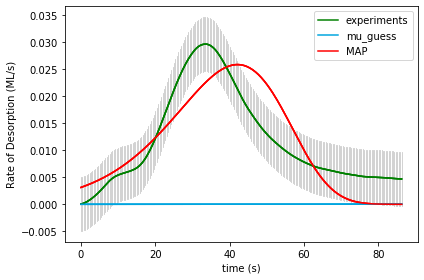 0.035
0.030
0.025
0.020
0.015
0.010
0.005
0.000
-0.005
Rate of Desorption (ML/s)
experiments
mu_guess
MAP
0 20 40 60 80
time (s)